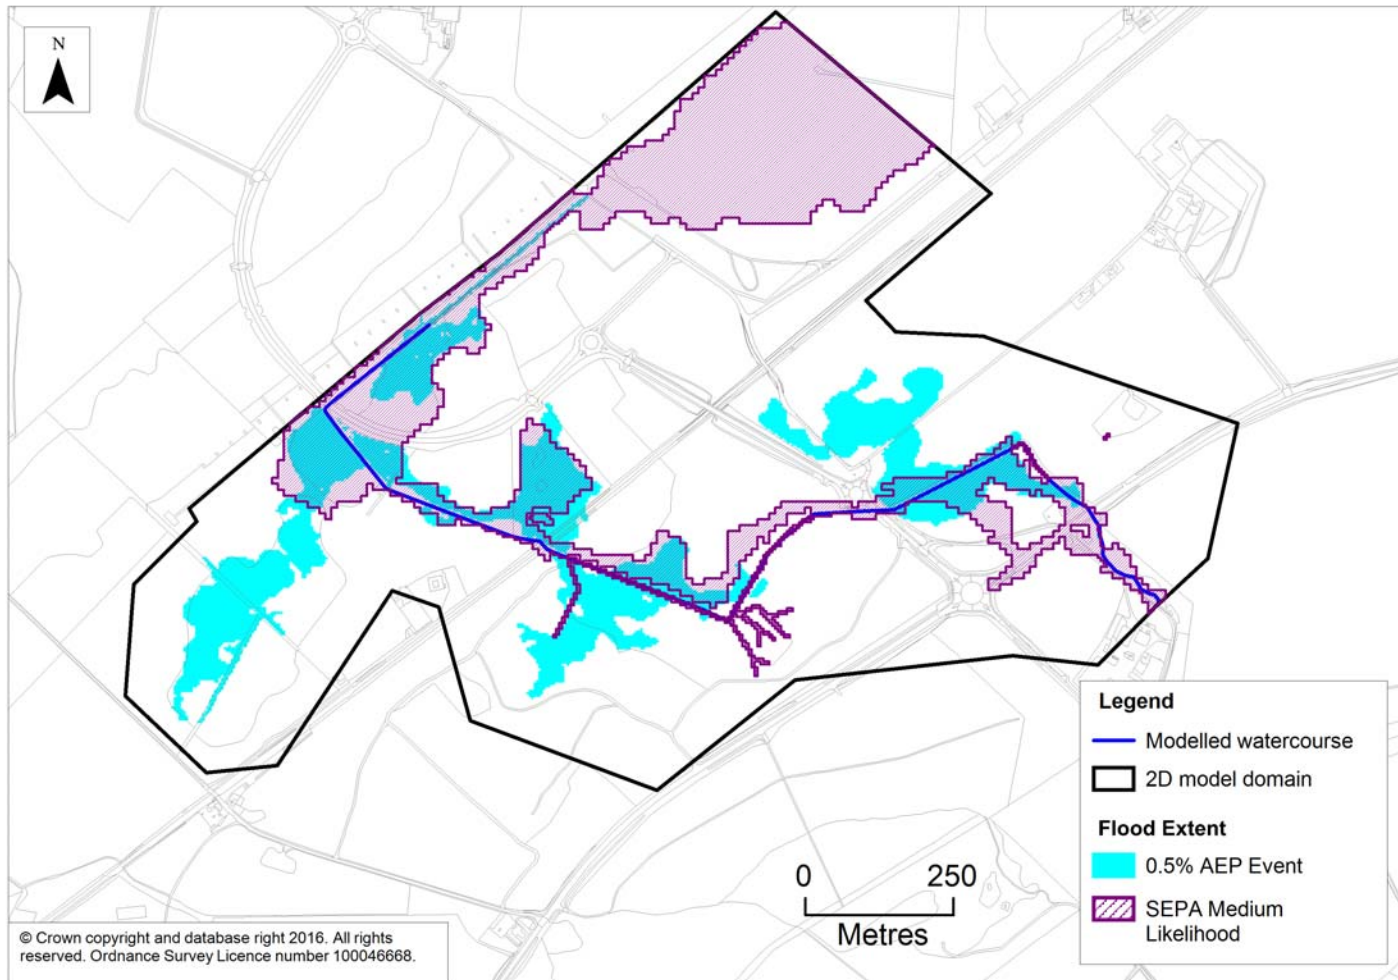 N
Legend
Modelled watercourse
2D model domain
Flood Extent
0.5% AEP Event
SEPA Medium
Likelihood
0 250
Metres
© Crown copyright and database right 2016. All rights
reserved. Ordnance Survey Licence number 100046668.